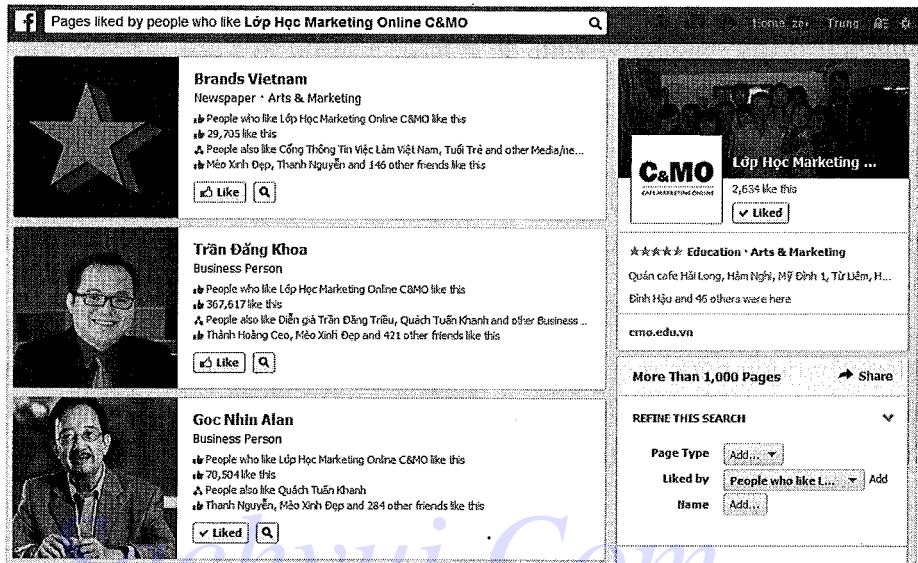 Pages liked by people who like Lớp Học Marketing Online C&MO
Home
Trung
Brands Vietnam
Newspaper · Arts & Marketing
People who like Lớp Học Marketing Online C&MO like this
29,705 like this
People also like Cổng Thông Tin Việc Làm Việt Nam, Tuổi Trẻ and other Media/ne...
Mèo Xinh Đẹp, Thanh Nguyễn and 146 other friends like this
Like
Trần Đăng Khoa
Business Person
People who like Lớp Học Marketing Online C&MO like this
367,617 like this
People also like Diễn giả Trần Đăng Triều, Quách Tuấn Khanh and other Business ...
Thành Hoàng Ceo, Mèo Xinh Đẹp and 421 other friends like this
Like
Goc Nhin Alan
Business Person
People who like Lớp Học Marketing Online C&MO like this
70,504 like this
People also like Quách Tuấn Khanh
Thanh Nguyễn, Mèo Xinh Đẹp and 284 other friends like this
Liked
C&MO
CAFE MARKETING ONLINE
Lớp Học Marketing ...
2,634 like this
Liked
Education · Arts & Marketing
Quán cafe Hải Long, Hàm Nghi, Mỹ Đình 1, Từ Liêm, H...
Đình Hậu and 46 others were here
cmo.edu.vn
More Than 1,000 Pages
Share
REFINE THIS SEARCH
Page Type
Add...
Liked by
People who like L...
Add
Name
Add...